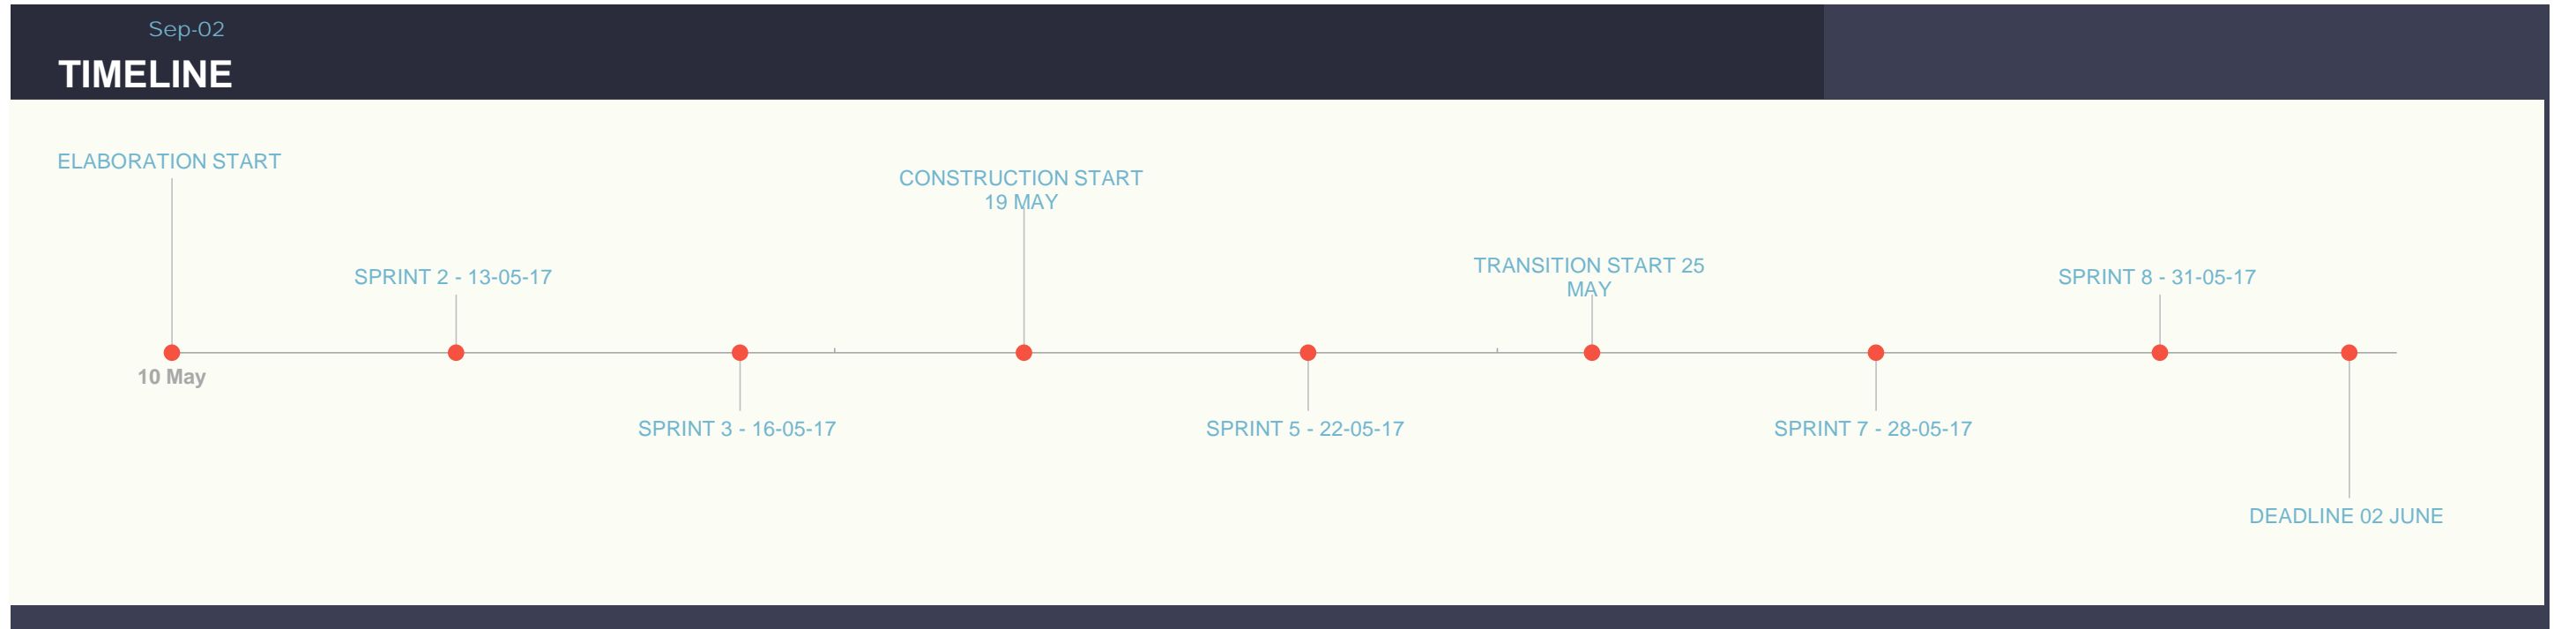 Sep-02
TIMELINE
ELABORATION START
CONSTRUCTION START
19 MAY
TRANSITION START 25
MAY
SPRINT 2 - 13-05-17
SPRINT 8 - 31-05-17
10 May
SPRINT 3 - 16-05-17
SPRINT 5 - 22-05-17
SPRINT 7 - 28-05-17
DEADLINE 02 JUNE